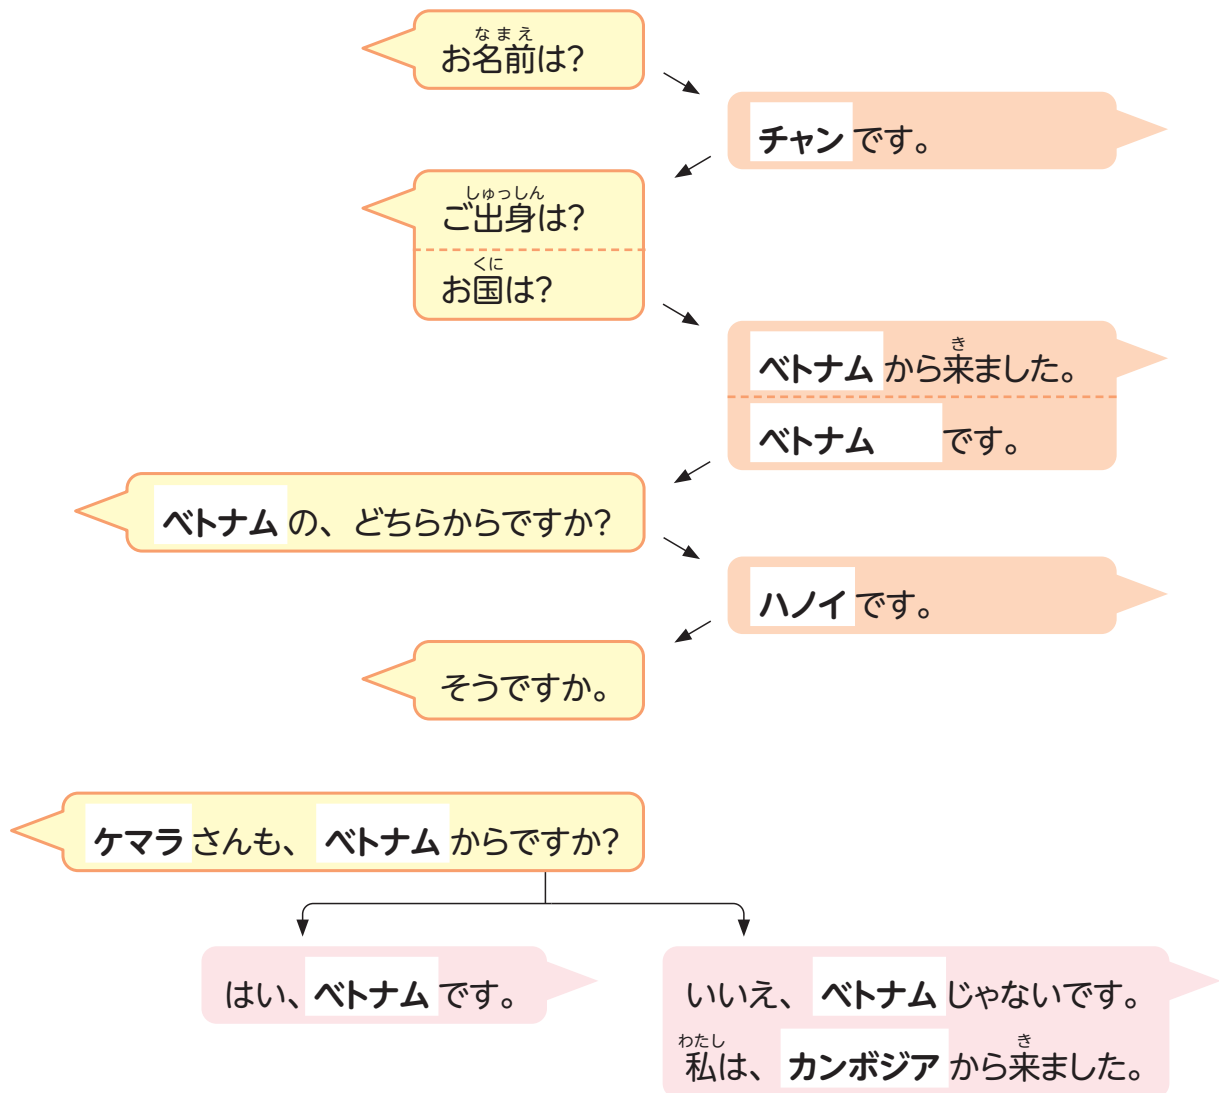 なまえ
お名前は?
チャンです。
しゅっしん
ご出身は?
くに
お国は?
き
ベトナムから来ました。
ベトナム です。
ベトナムの、どちらからですか?
ハノイです。
そうですか。
ケマラさんも、ベトナムからですか?
はい、ベトナムです。
いいえ、ベトナムじゃないです。
わたし き
私は、カンボジアから来ました。